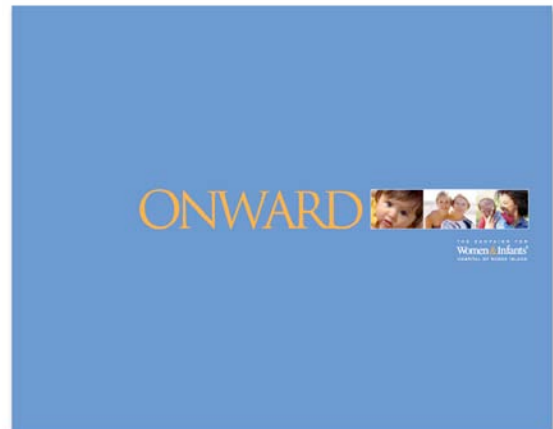 ONWARD
THE CAMPAIGN FOR
Women & Infants'
HOSPITAL OF RHODE ISLAND